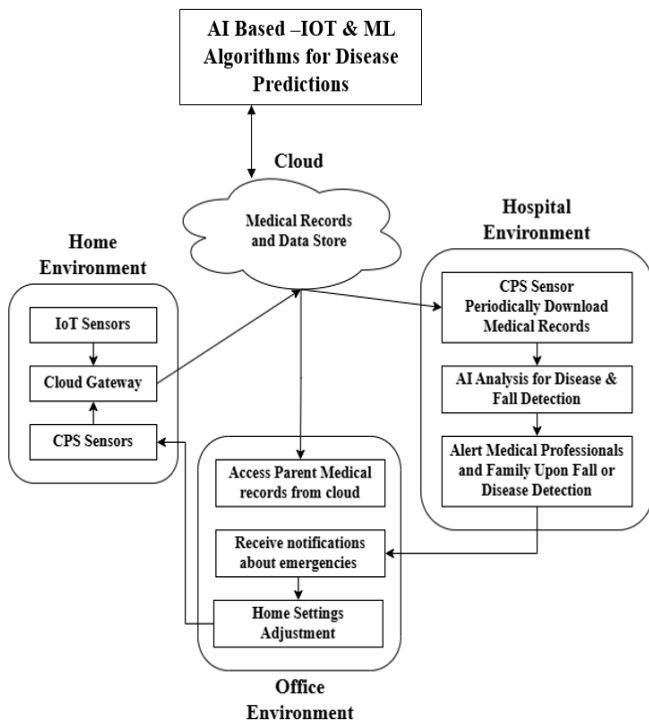 AI Based –IOT & ML
Algorithms for Disease
Predictions
Cloud
Medical Records
and Data Store
Home
Environment
IoT Sensors
Cloud Gateway
CPS Sensors
Hospital
Environment
CPS Sensor
Periodically Download
Medical Records
AI Analysis for Disease &
Fall Detection
Alert Medical Professionals
and Family Upon Fall or
Disease Detection
Access Parent Medical
records from cloud
Receive notifications
about emergencies
Home Settings
Adjustment
Office
Environment